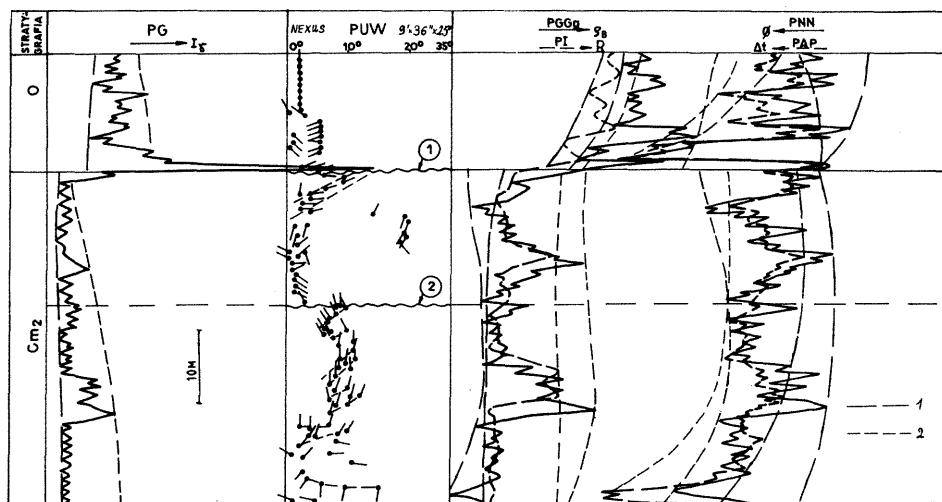 STRATY-
GRAFIA
PG
Iγ
NEXUS PUW 9'×36"×25°
0° 10° 20° 35°
PGGg
PI
ϱB
R
PNN
PAP
Ø
Δt
O
1
2
Cm2
10M
1
2